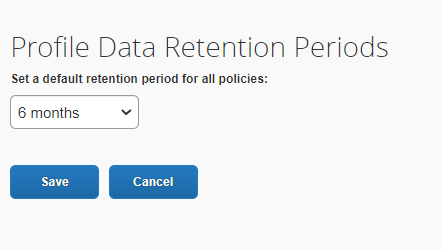 Profile Data Retention Periods
Set a default retention period for all policies:
6 months
Save Cancel